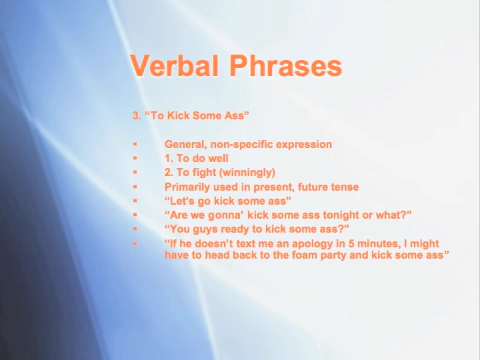 Verbal Phrases
3. “To Kick Some Ass”
▪ General, non-specific expression
▪ 1. To do well
▪ 2. To fight (winningly)
▪ Primarily used in present, future tense
▪ “Let’s go kick some ass”
▪ “Are we gonna’ kick some ass tonight or what?”
▪ “You guys ready to kick some ass?”
▪ “If he doesn’t text me an apology in 5 minutes, I might
have to head back to the foam party and kick some ass”